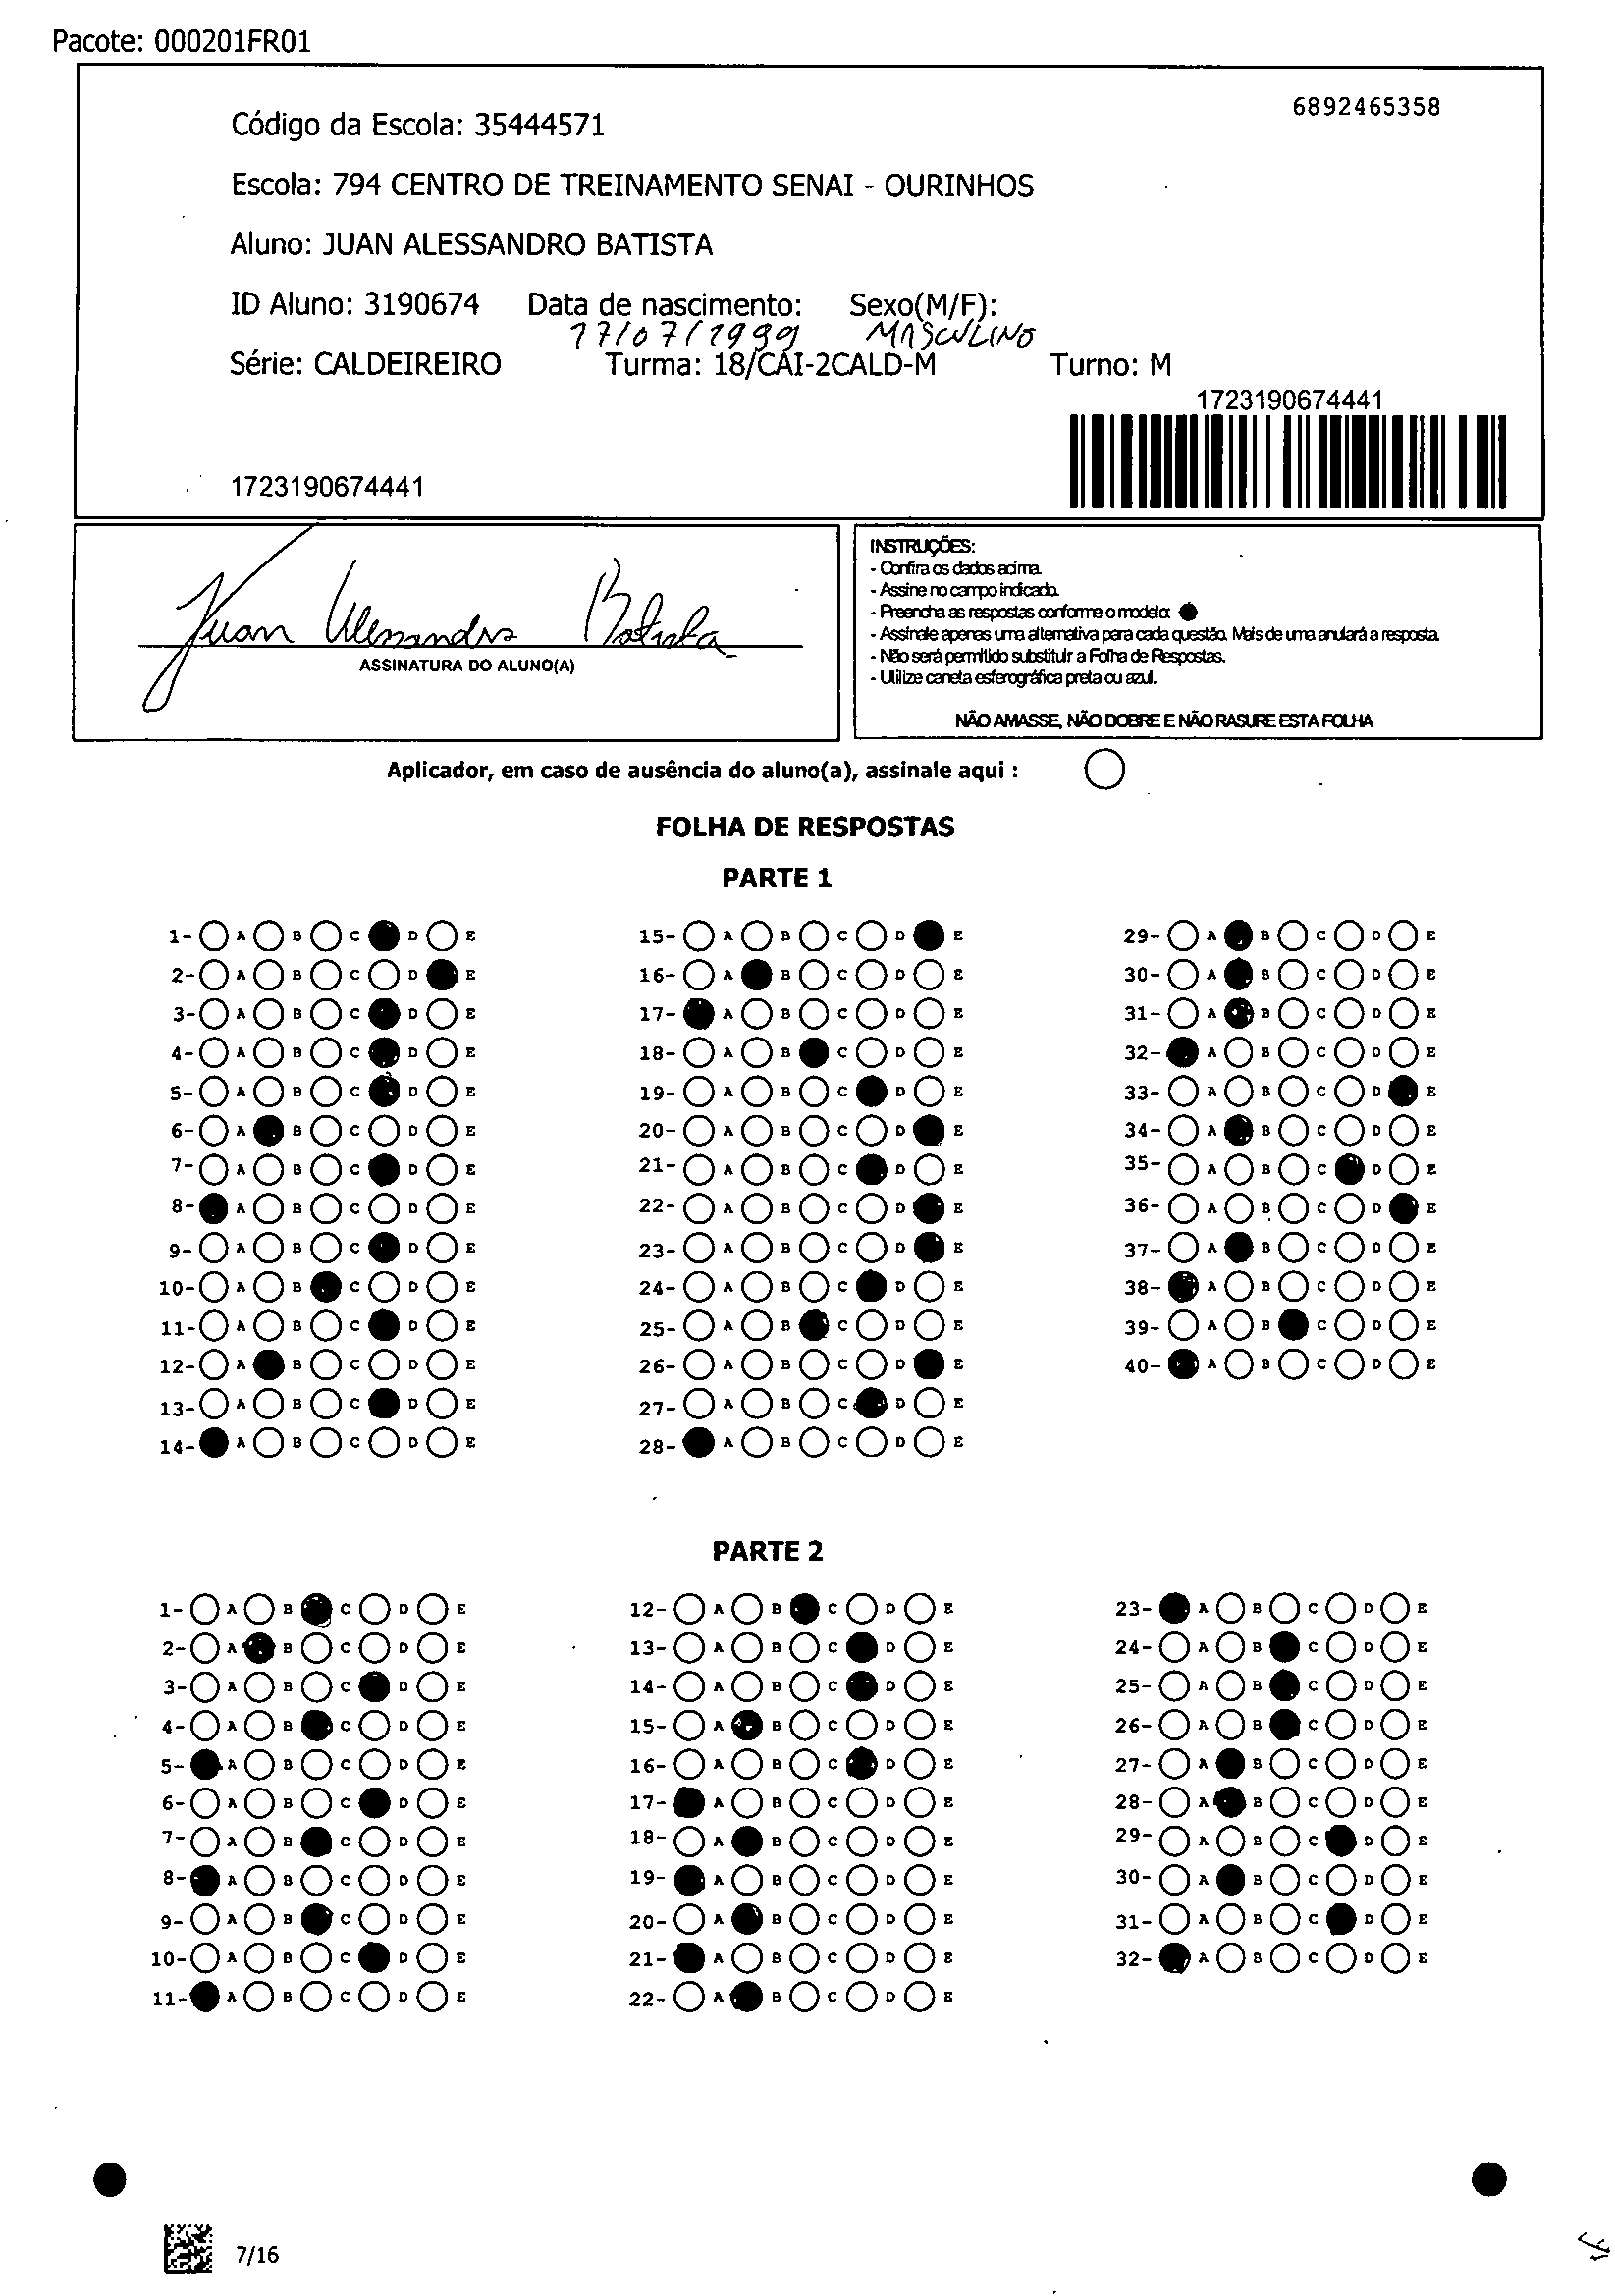 Pacote: 000201FR01
6892465358
Código da Escola: 35444571
Escola: 794 CENTRO DE TREINAMENTO SENAI - OURINHOS
Aluno: JUAN ALESSANDRO BATISTA
ID Aluno: 3190674 Data de nascimento: Sexo(M/F):
17/07/1999 MASCULINO
Série: CALDEIREIRO Turma: 18/CAI-2CALD-M Turno: M
1723190674441
1723190674441
Juan Alessandro Batista
ASSINATURA DO ALUNO(A)
INSTRUÇÕES:
- Confira os dados acima.
- Assine no campo indicado.
- Preencha as respostas conforme o modelo:
- Assinale apenas uma alternativa para cada questão. Mais de uma anulará a resposta.
- Não será permitido substituir a Folha de Respostas.
- Utilize caneta esferográfica preta ou azul.
NÃO AMASSE, NÃO DOBRE E NÃO RASURE ESTA FOLHA
Aplicador, em caso de ausência do aluno(a), assinale aqui :
FOLHA DE RESPOSTAS
PARTE 1
1- A B C D E 15- A B C D E 29- A B C D E
2- A B C D E 16- A B C D E 30- A B C D E
3- A B C D E 17- A B C D E 31- A B C D E
4- A B C D E 18- A B C D E 32- A B C D E
5- A B C D E 19- A B C D E 33- A B C D E
6- A B C D E 20- A B C D E 34- A B C D E
7- A B C D E 21- A B C D E 35- A B C D E
8- A B C D E 22- A B C D E 36- A B C D E
9- A B C D E 23- A B C D E 37- A B C D E
10- A B C D E 24- A B C D E 38- A B C D E
11- A B C D E 25- A B C D E 39- A B C D E
12- A B C D E 26- A B C D E 40- A B C D E
13- A B C D E 27- A B C D E
14- A B C D E 28- A B C D E
PARTE 2
1- A B C D E 12- A B C D E 23- A B C D E
2- A B C D E 13- A B C D E 24- A B C D E
3- A B C D E 14- A B C D E 25- A B C D E
4- A B C D E 15- A B C D E 26- A B C D E
5- A B C D E 16- A B C D E 27- A B C D E
6- A B C D E 17- A B C D E 28- A B C D E
7- A B C D E 18- A B C D E 29- A B C D E
8- A B C D E 19- A B C D E 30- A B C D E
9- A B C D E 20- A B C D E 31- A B C D E
10- A B C D E 21- A B C D E 32- A B C D E
11- A B C D E 22- A B C D E
7/16